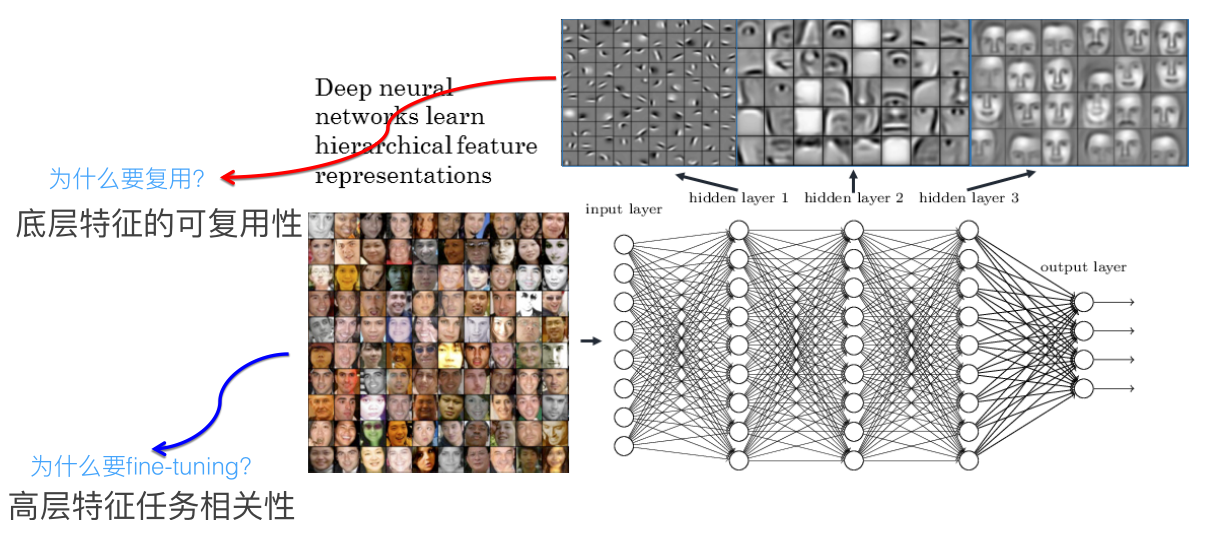 Deep neural
networks learn
hierarchical feature
representations
为什么要复用?
底层特征的可复用性
为什么要fine-tuning?
高层特征任务相关性
hidden layer 1
hidden layer 2
hidden layer 3
input layer
output layer